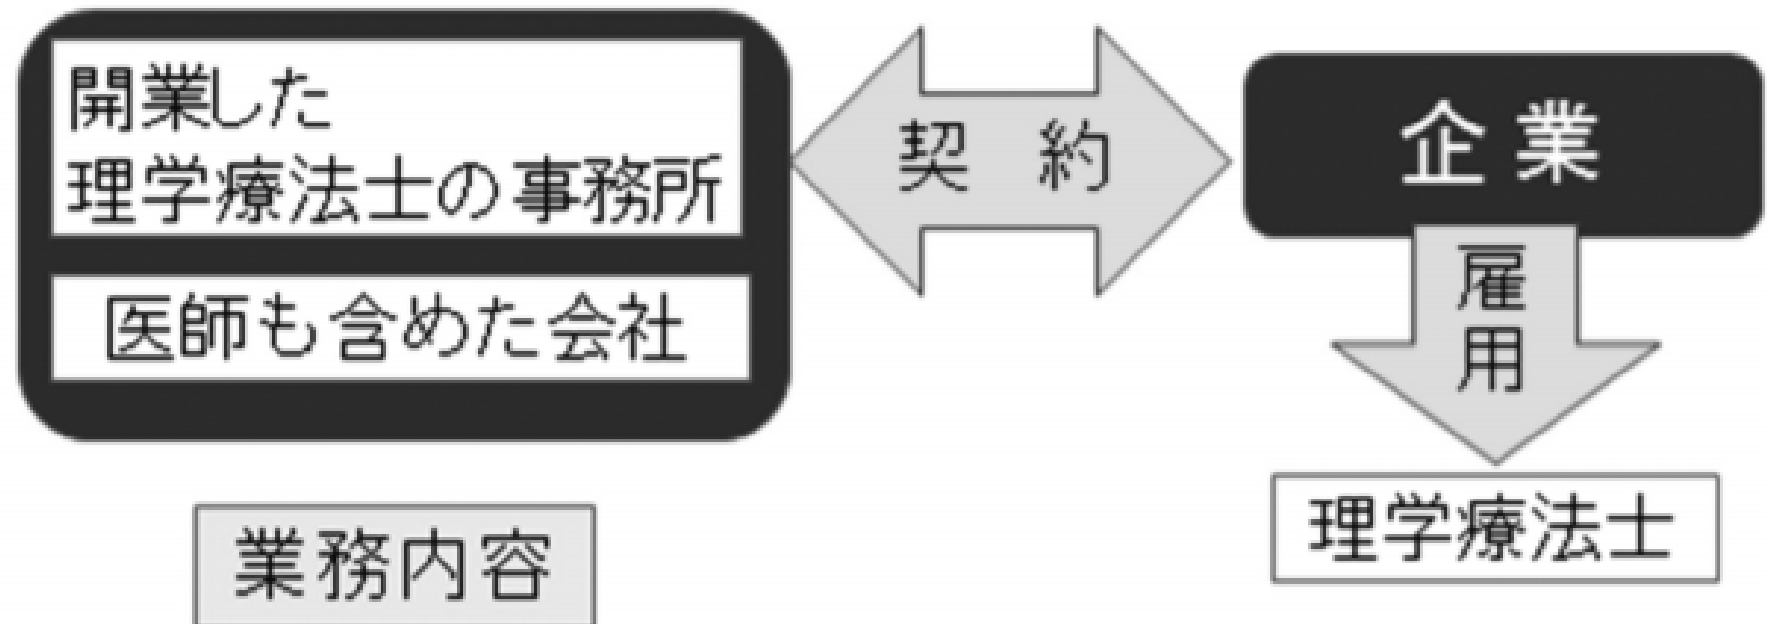 開業した
理学療法士の事務所
医師も含めた会社
契約
企業
雇用
理学療法士
業務内容